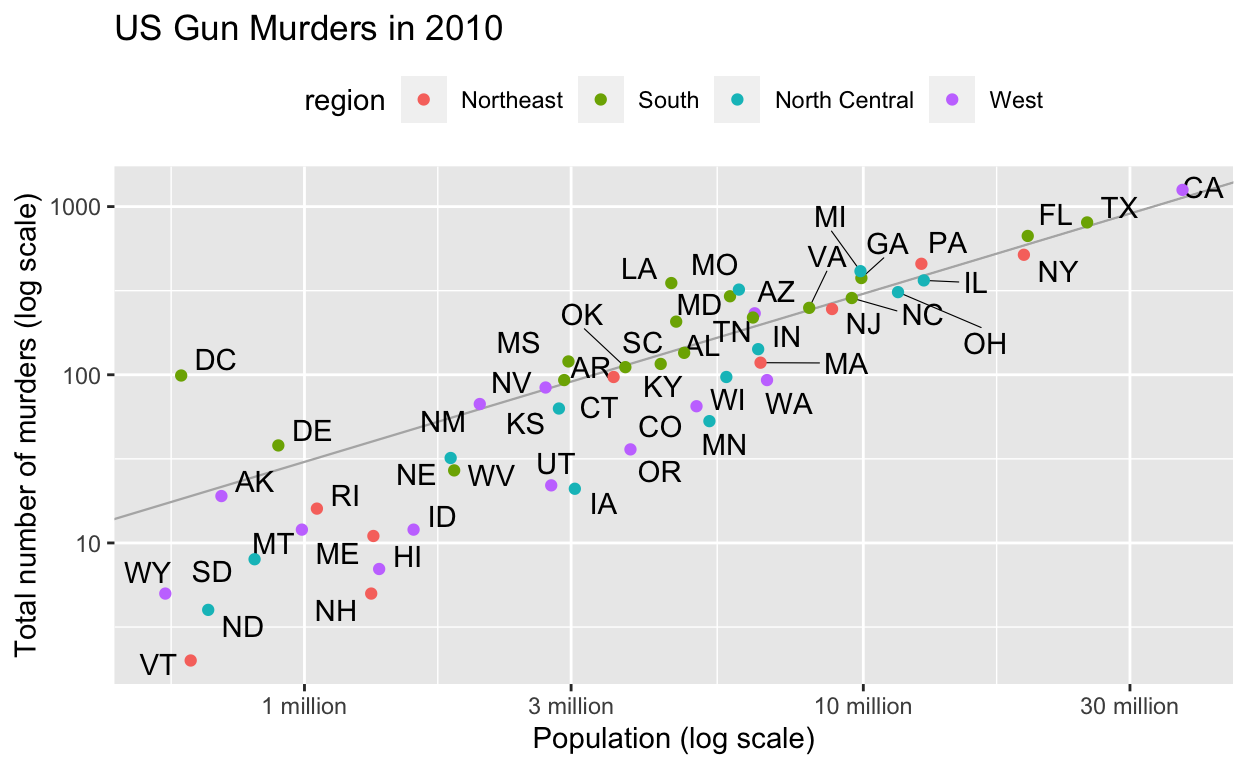 US Gun Murders in 2010
region Northeast South North Central West
Total number of murders (log scale)
1000
100
10
CA
TX
FL
NY
MI
GA
PA
VA
IL
LA
MO
AZ
MD
OK
TN
IN
NJ
NC
OH
MS
SC
AL
MA
DC
AR
NV
KY
WI
WA
NM
KS
CT
CO
MN
DE
NE
WV
UT
OR
AK
RI
IA
ID
MT
ME
HI
WY
SD
NH
ND
VT
1 million
3 million
10 million
30 million
Population (log scale)